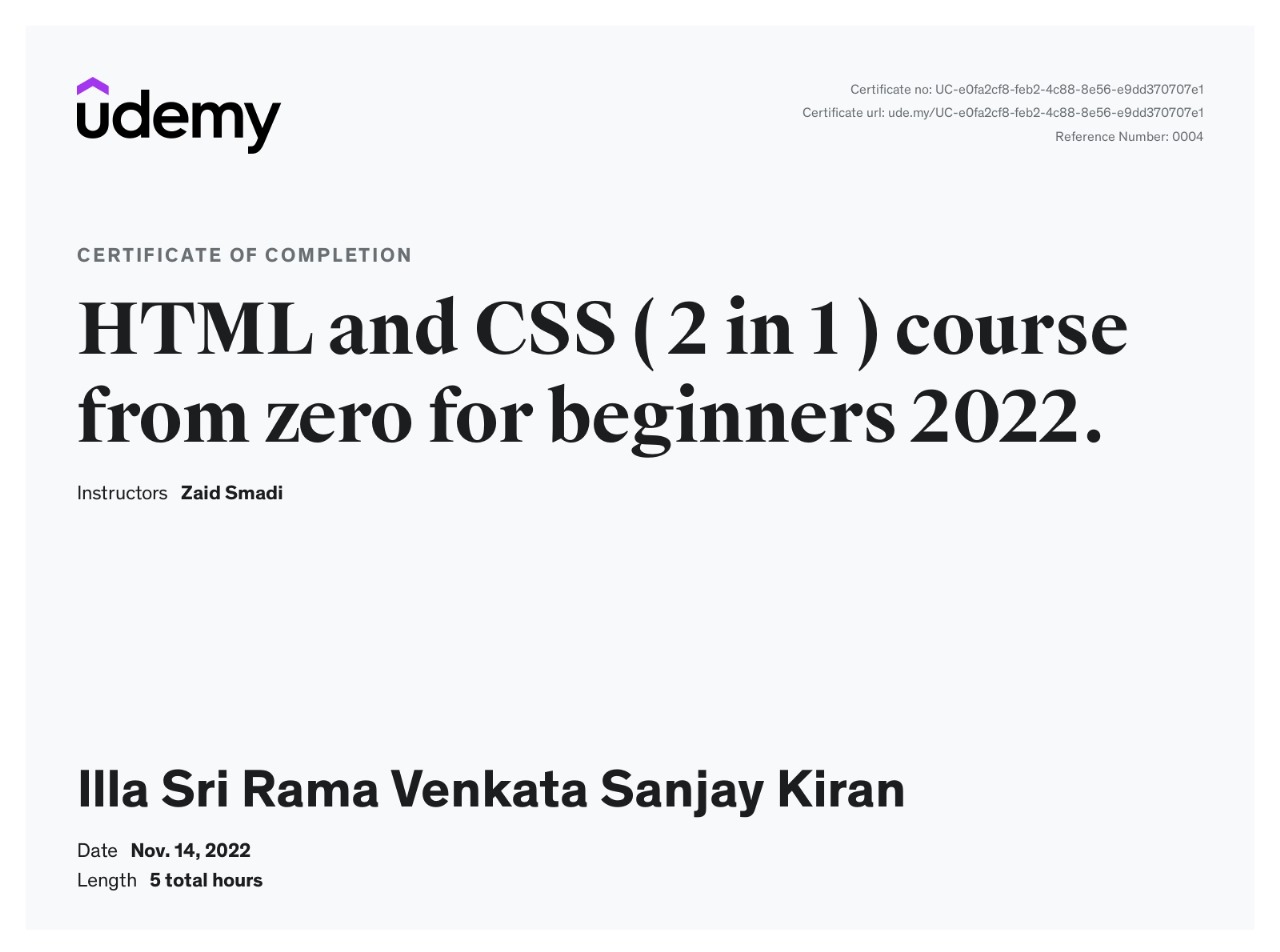 udemy
Certificate no: UC-e0fa2cf8-feb2-4c88-8e56-e9dd370707e1
Certificate url: ude.my/UC-e0fa2cf8-feb2-4c88-8e56-e9dd370707e1
Reference Number: 0004
CERTIFICATE OF COMPLETION
HTML and CSS ( 2 in 1 ) course
from zero for beginners 2022.
Instructors Zaid Smadi
Illa Sri Rama Venkata Sanjay Kiran
Date Nov. 14, 2022
Length 5 total hours